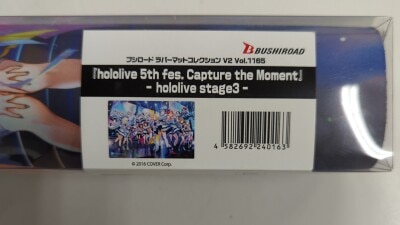 BUSHIROAD
ブシロード ラバーマットコレクション V2 Vol.1165
『hololive 5th fes. Capture the Moment』
- hololive stage3 -
© 2016 COVER Corp.
4 582692 240163